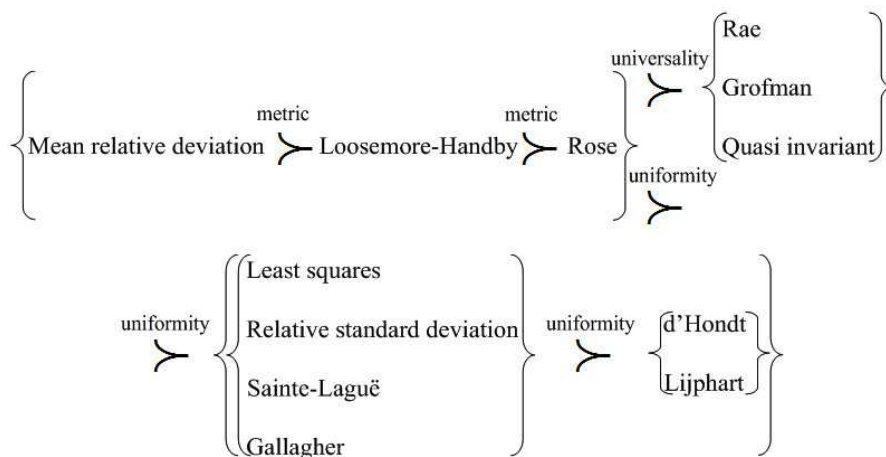 Rae
universality
Grofman
metric
metric
Mean relative deviation
Loosemore-Handby
Rose
Quasi invariant
uniformity
Least squares
uniformity
Relative standard deviation
uniformity
d’Hondt
Sainte-Laguë
Lijphart
Gallagher